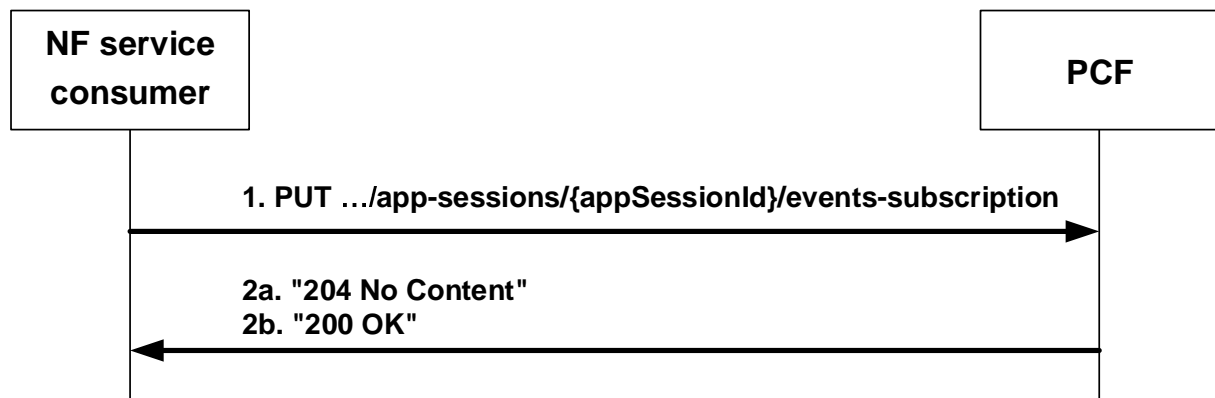 NF service
consumer
PCF
1. PUT …/app-sessions/{appSessionId}/events-subscription
2a. "204 No Content"
2b. "200 OK"